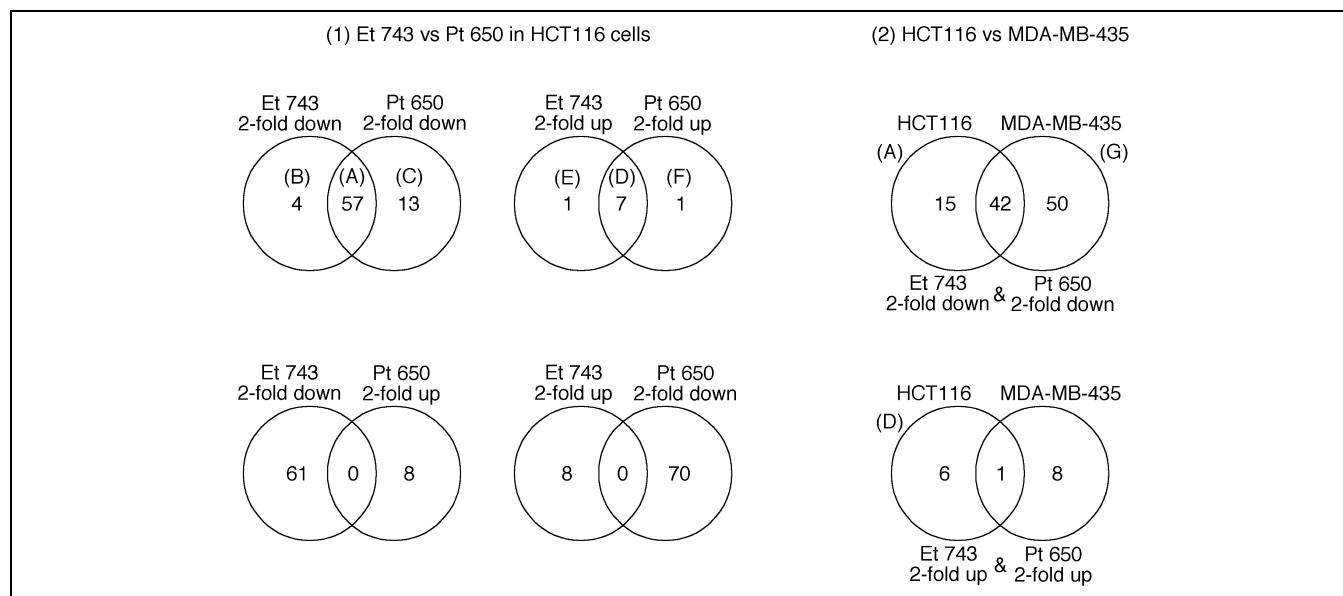 (1) Et 743 vs Pt 650 in HCT116 cells
(2) HCT116 vs MDA-MB-435
Et 743
2-fold down
Pt 650
2-fold down
(B)
(A)
(C)
4
57
13
Et 743
2-fold up
Pt 650
2-fold up
(E)
(D)
(F)
1
7
1
HCT116
MDA-MB-435
(A)
(G)
15
42
50
Et 743
2-fold down
&
Pt 650
2-fold down
Et 743
2-fold down
Pt 650
2-fold up
61
0
8
Et 743
2-fold up
Pt 650
2-fold down
8
0
70
HCT116
MDA-MB-435
(D)
6
1
8
Et 743
2-fold up
&
Pt 650
2-fold up